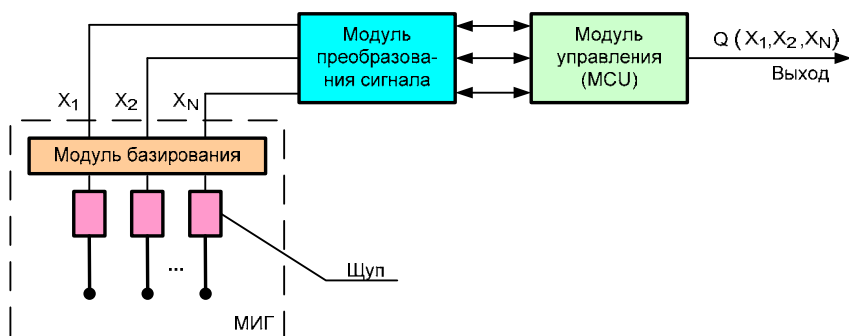 Модуль
преобразова-
ния сигнала
Модуль
управления
(MCU)
Q (X1,X2,XN)
Выход
X1
X2
XN
Модуль базирования
...
Щуп
МИГ